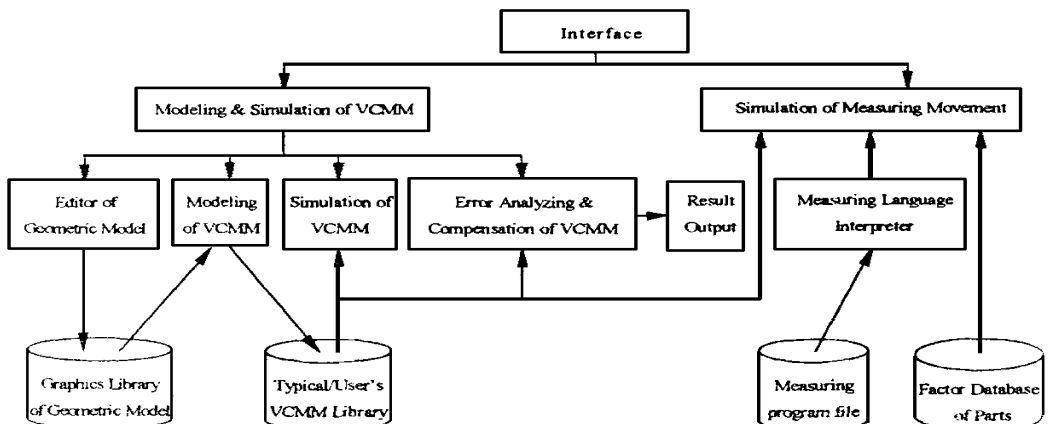 Interface
Modeling & Simulation of VCMM
Simulation of Measuring Movement
Editor of
Geometric Model
Modeling
of VCMM
Simulation of
VCMM
Error Analyzing &
Compensation of VCMM
Result
Output
Measuring Language
Interpreter
Graphics Library
of Geometric Model
Typical/User's
VCMM Library
Measuring
program file
Factor Database
of Parts